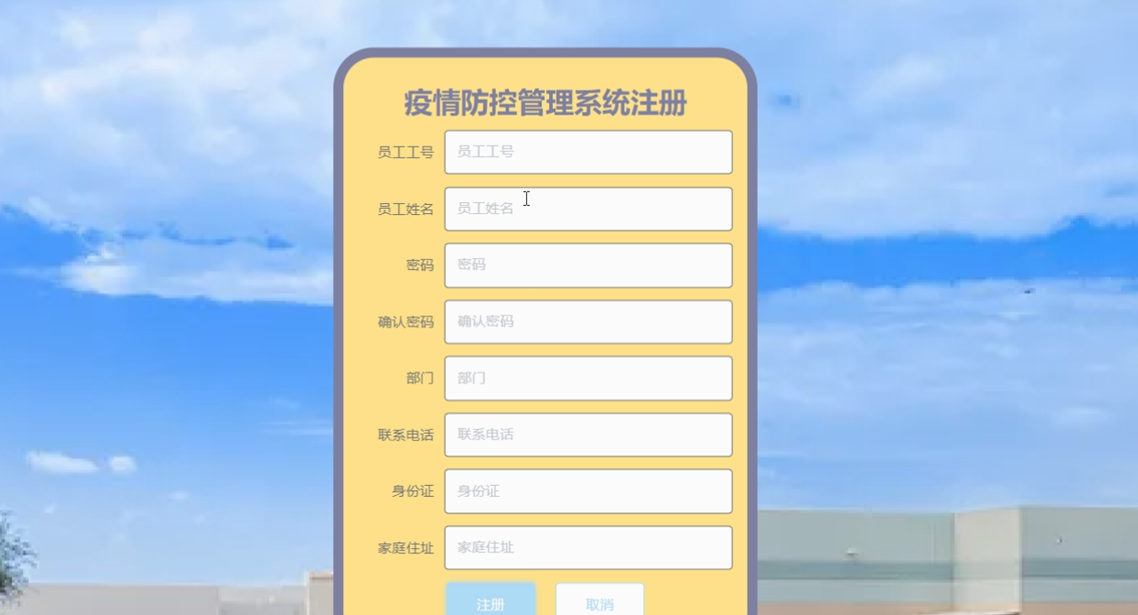 疫情防控管理系统注册
员工工号 员工工号
员工姓名 员工姓名
密码 密码
确认密码 确认密码
部门 部门
联系电话 联系电话
身份证 身份证
家庭住址 家庭住址
注册 取消